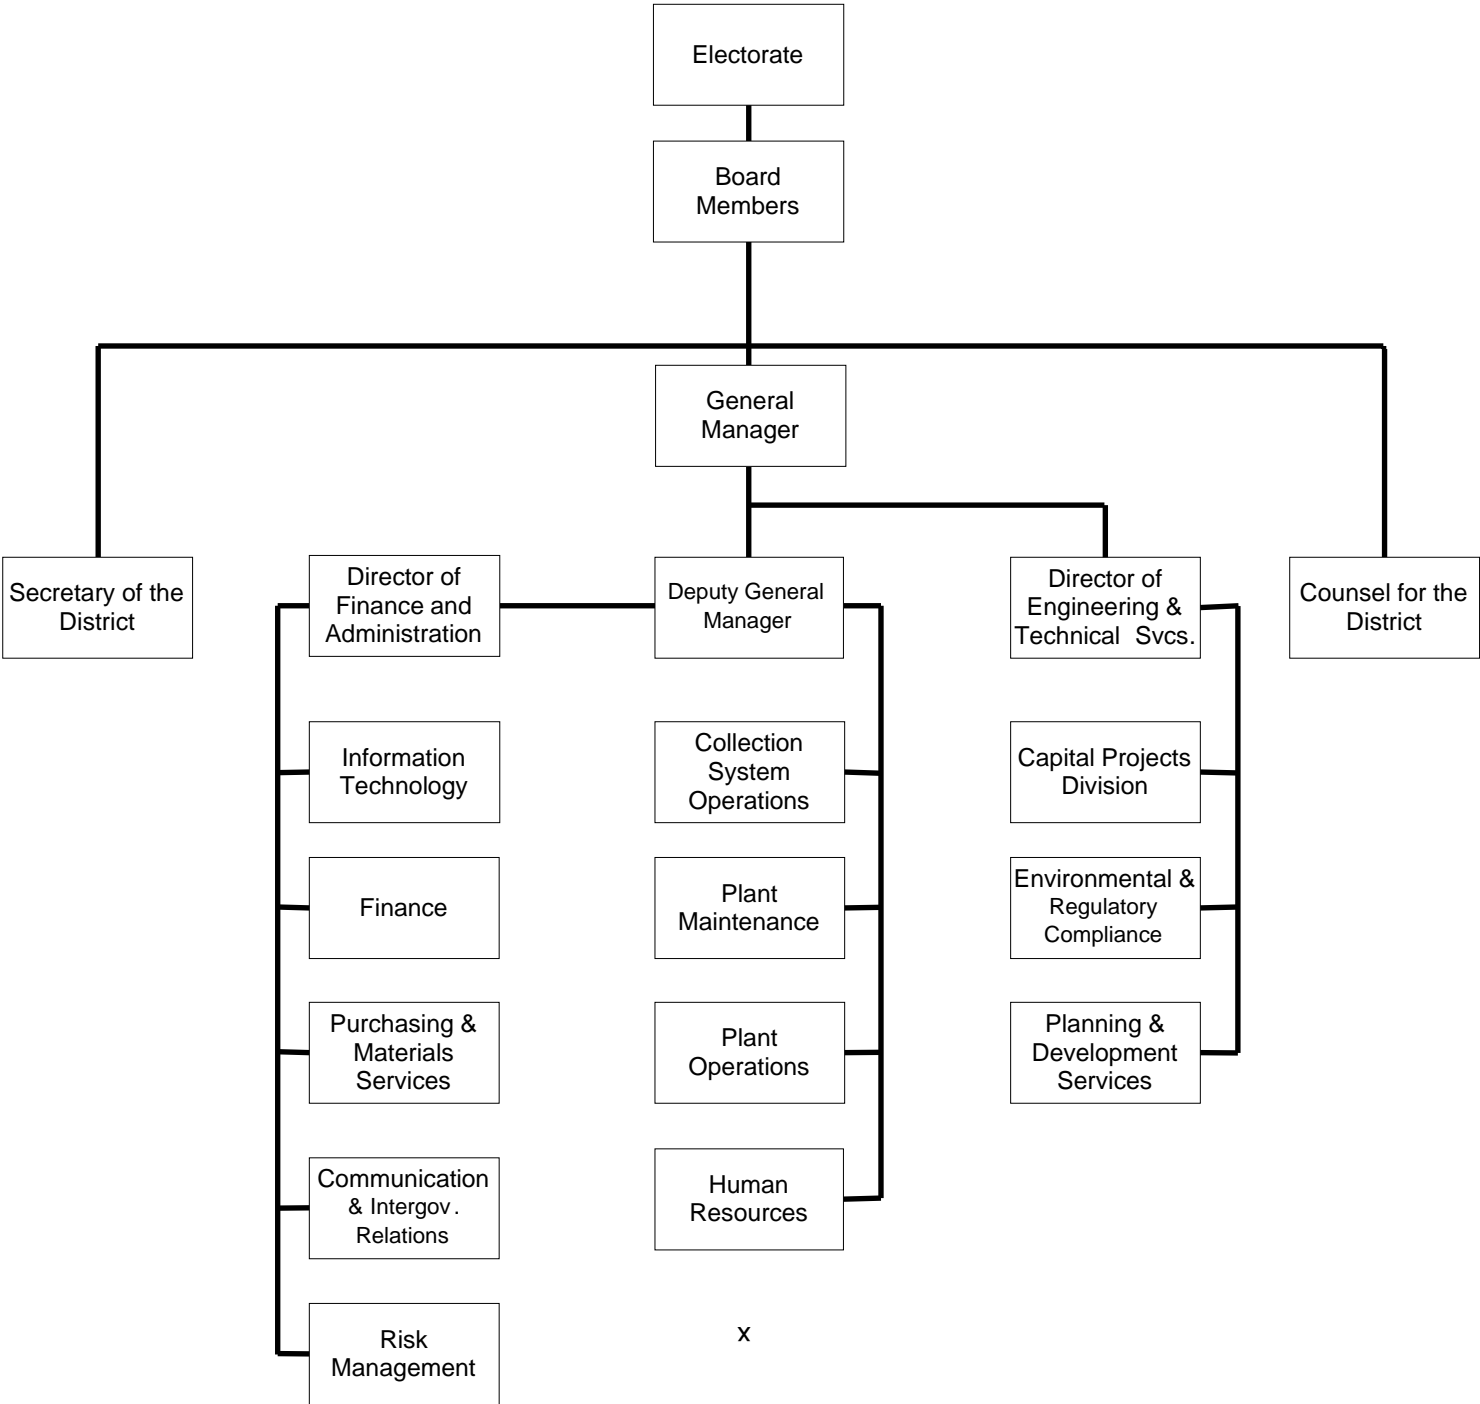 Electorate
Board
Members
General
Manager
Secretary of the
District
Director of
Finance and
Administration
Deputy General
Manager
Director of
Engineering &
Technical Svcs.
Counsel for the
District
Information
Technology
Collection
System
Operations
Capital Projects
Division
Finance
Plant
Maintenance
Environmental &
Regulatory
Compliance
Purchasing &
Materials
Services
Plant
Operations
Planning &
Development
Services
Communication
& Intergov.
Relations
Human
Resources
Risk
Management
x